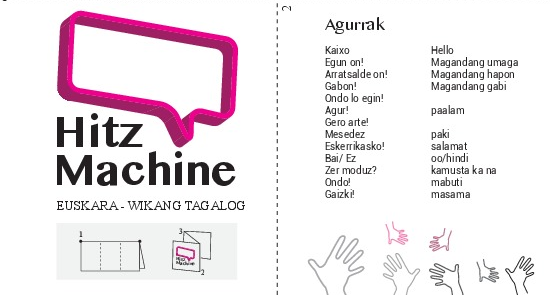 Hitz
Machine
EUSKARA - WIKANG TAGALOG
1
3
Hitz
Machine
2
2
Agurrak
Kaixo Hello
Egun on! Magandang umaga
Arratsalde on! Magandang hapon
Gabon! Magandang gabi
Ondo lo egin!
Agur! paalam
Gero arte!
Mesedez paki
Eskerrikasko! salamat
Bai/ Ez oo/hindi
Zer moduz? kamusta ka na
Ondo! mabuti
Gaizki! masama